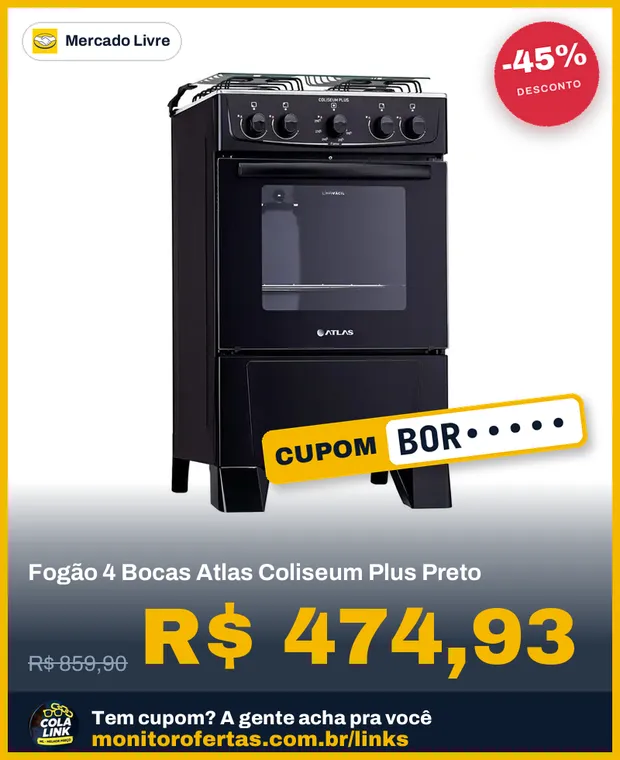 Mercado Livre
-45%
DESCONTO
COLISEUM PLUS
ATLAS
CUPOM BOR•••••
Fogão 4 Bocas Atlas Coliseum Plus Preto
R$ 859,90 R$ 474,93
COLA LINK
Tem cupom? A gente acha pra você
monitorofertas.com.br/links